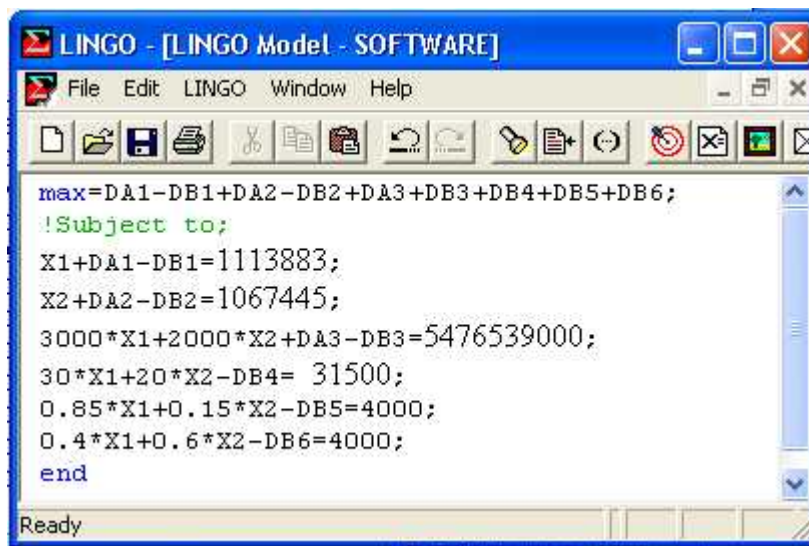 LINGO - [LINGO Model - SOFTWARE]
File Edit LINGO Window Help
max=DA1-DB1+DA2-DB2+DA3+DB3+DB4+DB5+DB6;
!Subject to;
X1+DA1-DB1=1113883;
X2+DA2-DB2=1067445;
3000*X1+2000*X2+DA3-DB3=5476539000;
30*X1+20*X2-DB4= 31500;
0.85*X1+0.15*X2-DB5=4000;
0.4*X1+0.6*X2-DB6=4000;
end
Ready